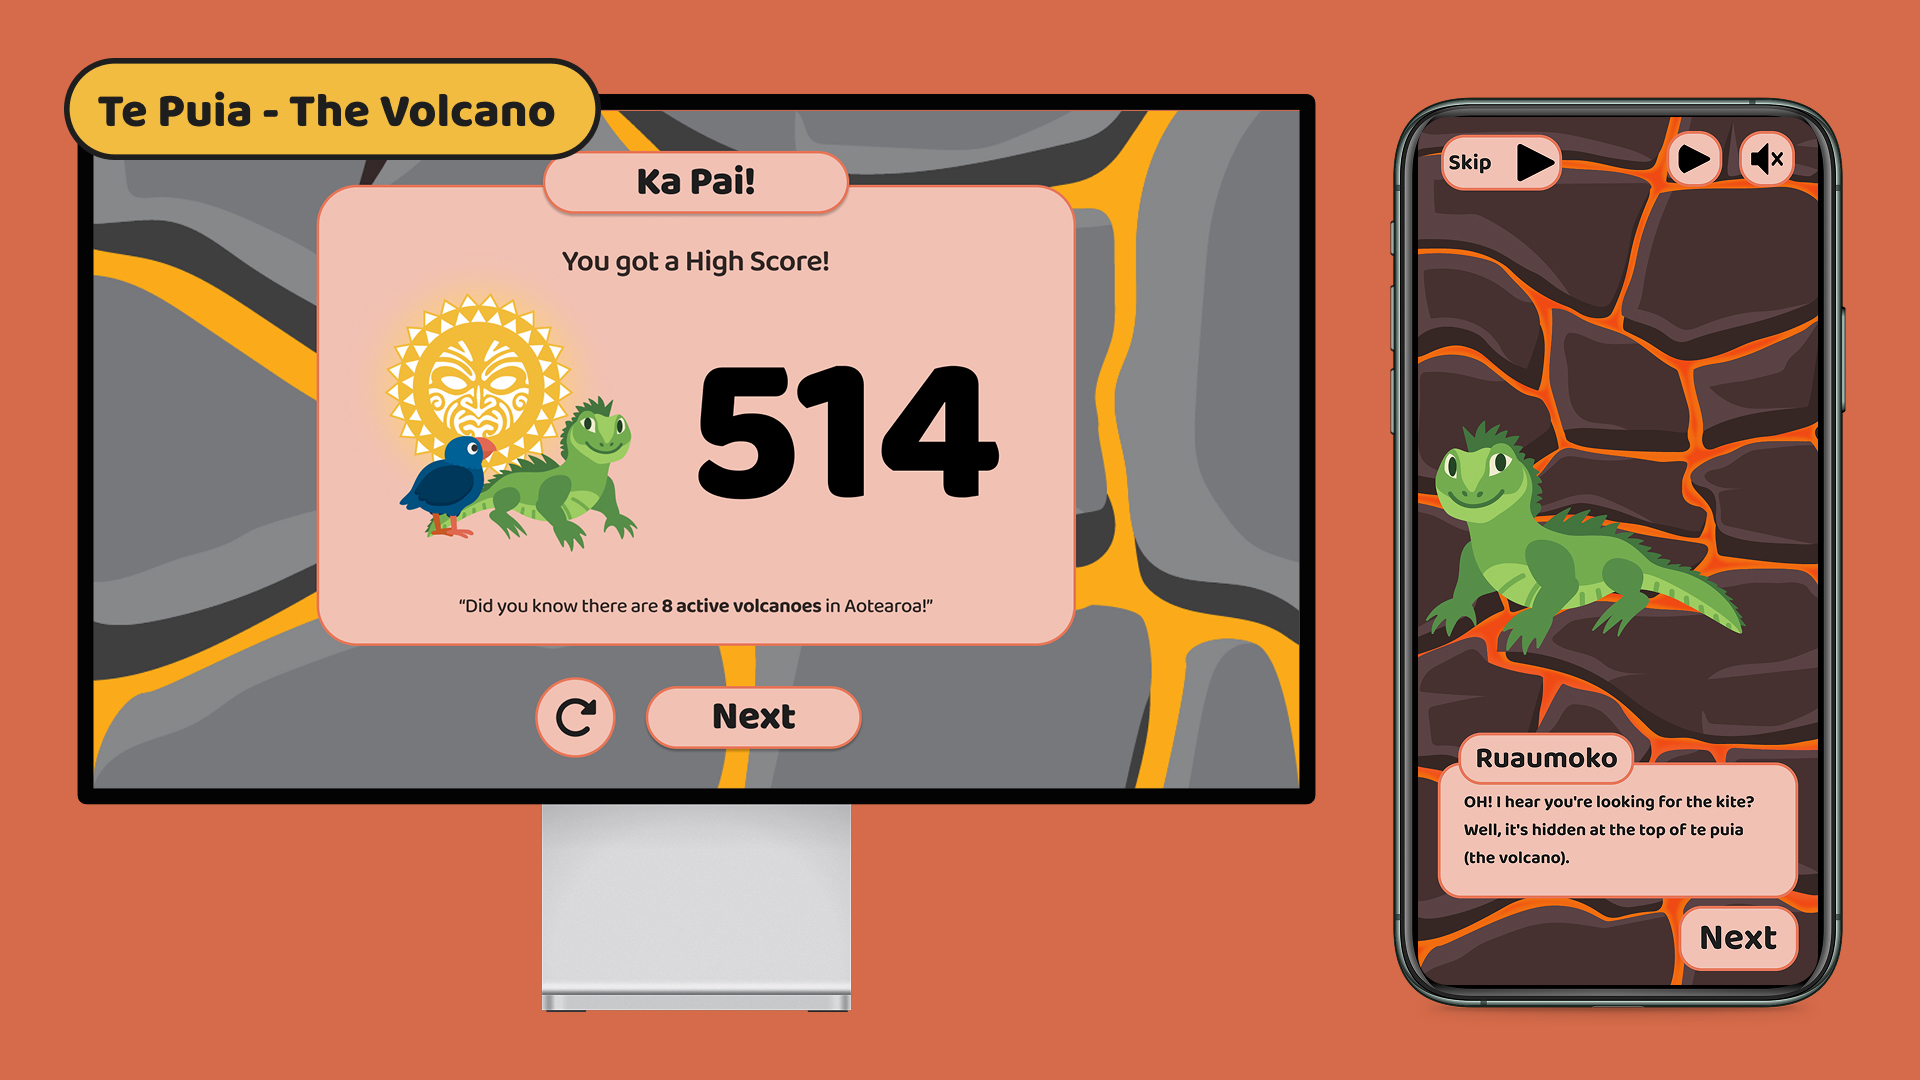 Te Puia - The Volcano
Ka Pai!
You got a High Score!
514
“Did you know there are 8 active volcanoes in Aotearoa!”
Next
Skip
Ruaumoko
OH! I hear you're looking for the kite?
Well, it's hidden at the top of te puia
(the volcano).
Next